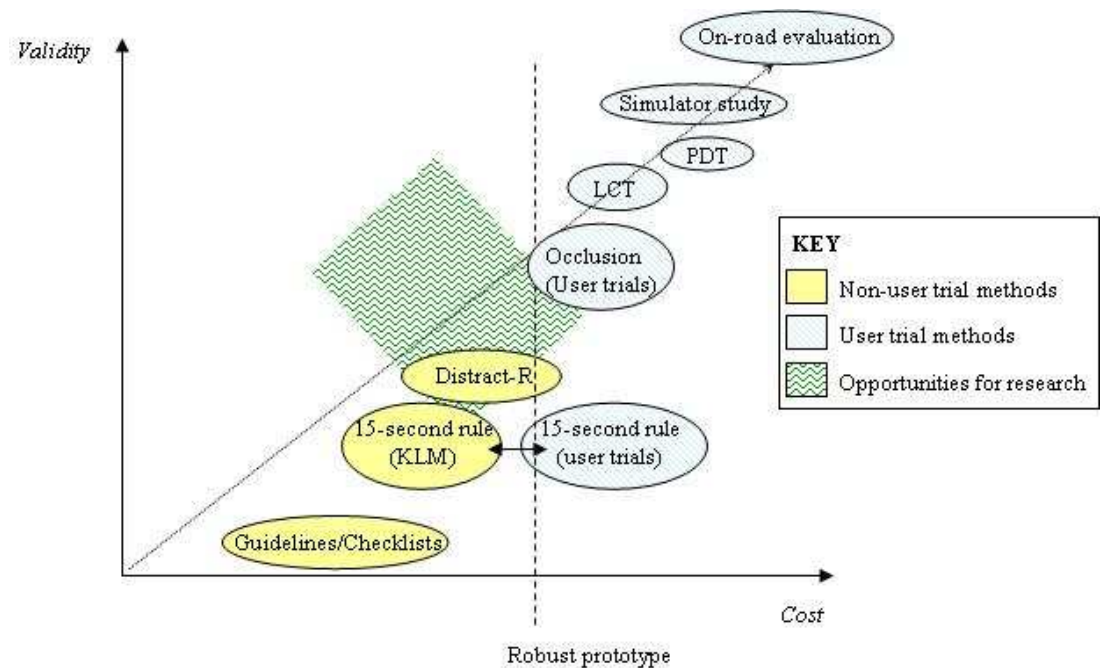 Validity
On-road evaluation
Simulator study
PDT
LCT
Occlusion
(User trials)
Distract-R
15-second rule
(KLM)
15-second rule
(user trials)
Guidelines/Checklists
Cost
Robust prototype
KEY
Non-user trial methods
User trial methods
Opportunities for research